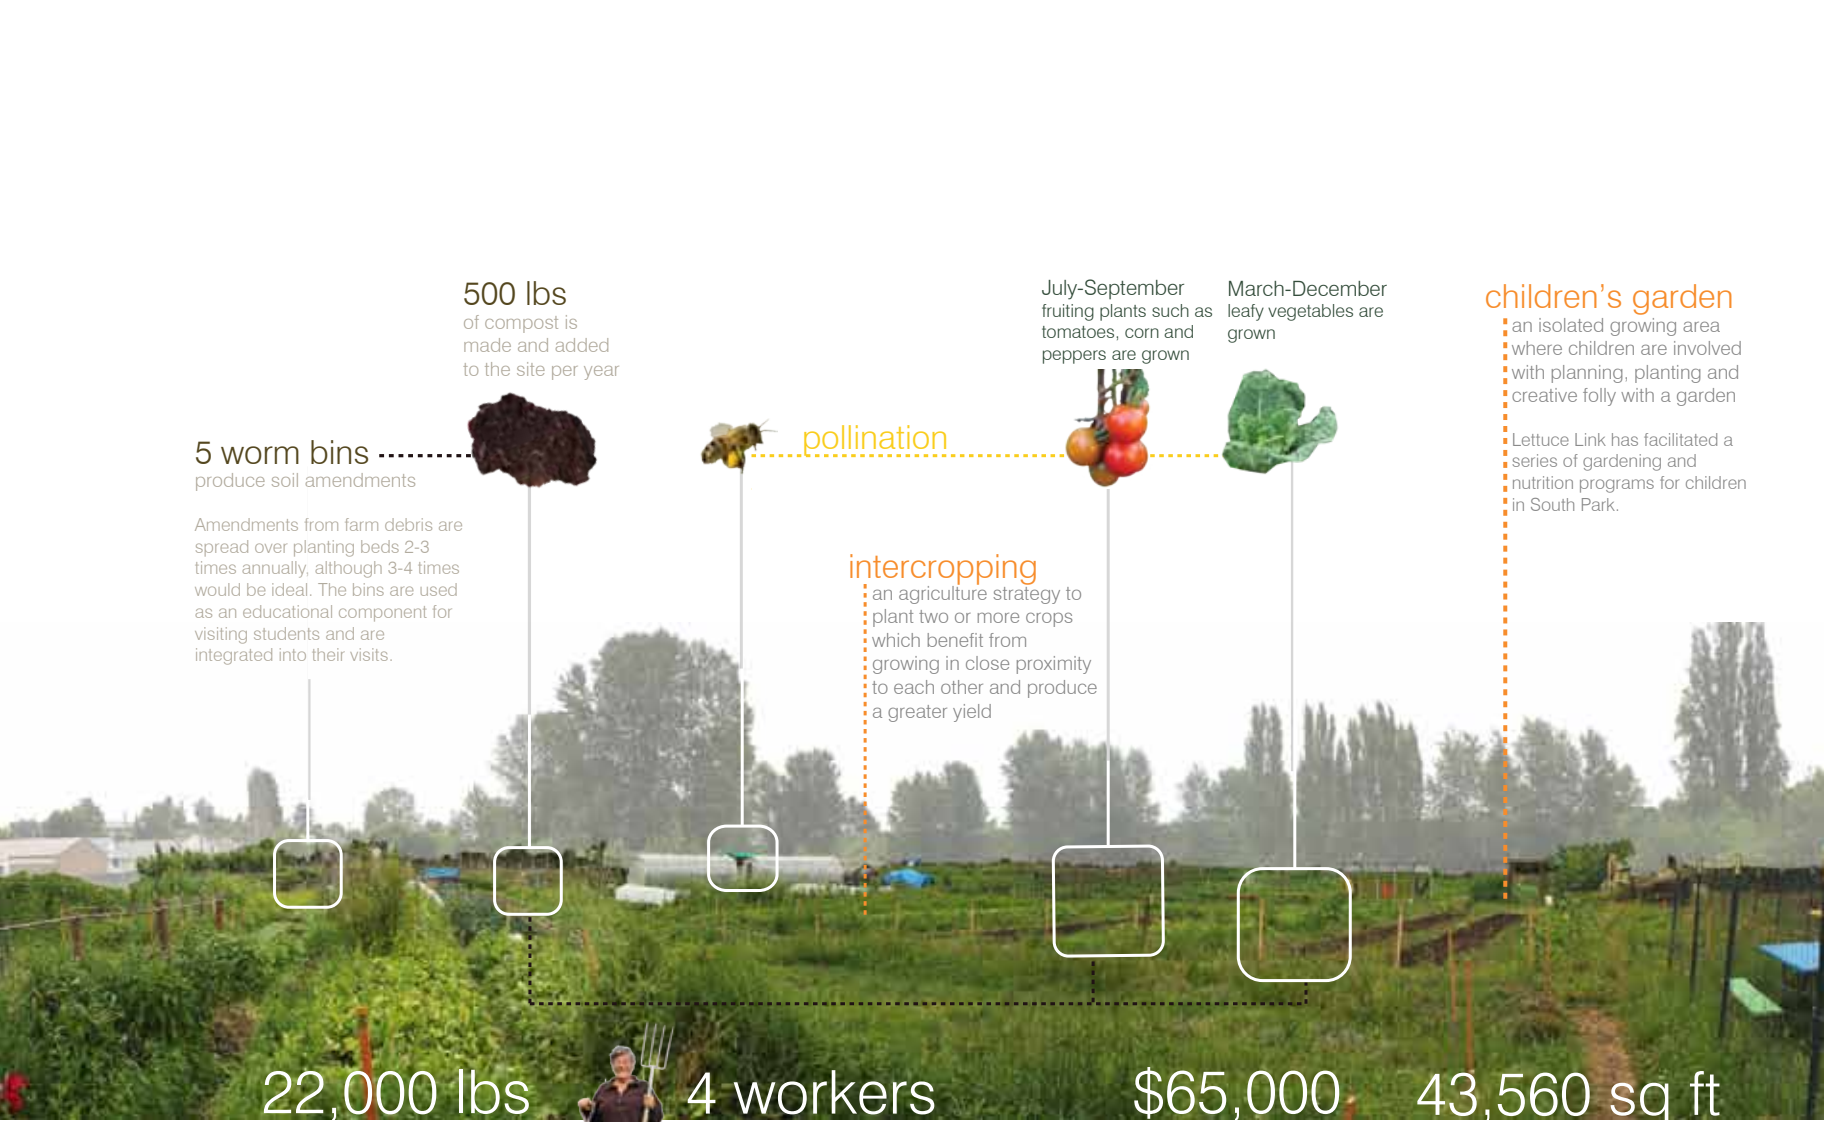 500 lbs
of compost is
made and added
to the site per year
5 worm bins
produce soil amendments
Amendments from farm debris are
spread over planting beds 2-3
times annually, although 3-4 times
would be ideal. The bins are used
as an educational component for
visiting students and are
integrated into their visits.
pollination
intercropping
an agriculture strategy to
plant two or more crops
which benefit from
growing in close proximity
to each other and produce
a greater yield
July-September
fruiting plants such as
tomatoes, corn and
peppers are grown
March-December
leafy vegetables are
grown
children's garden
an isolated growing area
where children are involved
with planning, planting and
creative folly with a garden
Lettuce Link has facilitated a
series of gardening and
nutrition programs for children
in South Park.
22,000 lbs
4 workers
$65,000
43,560 sq ft